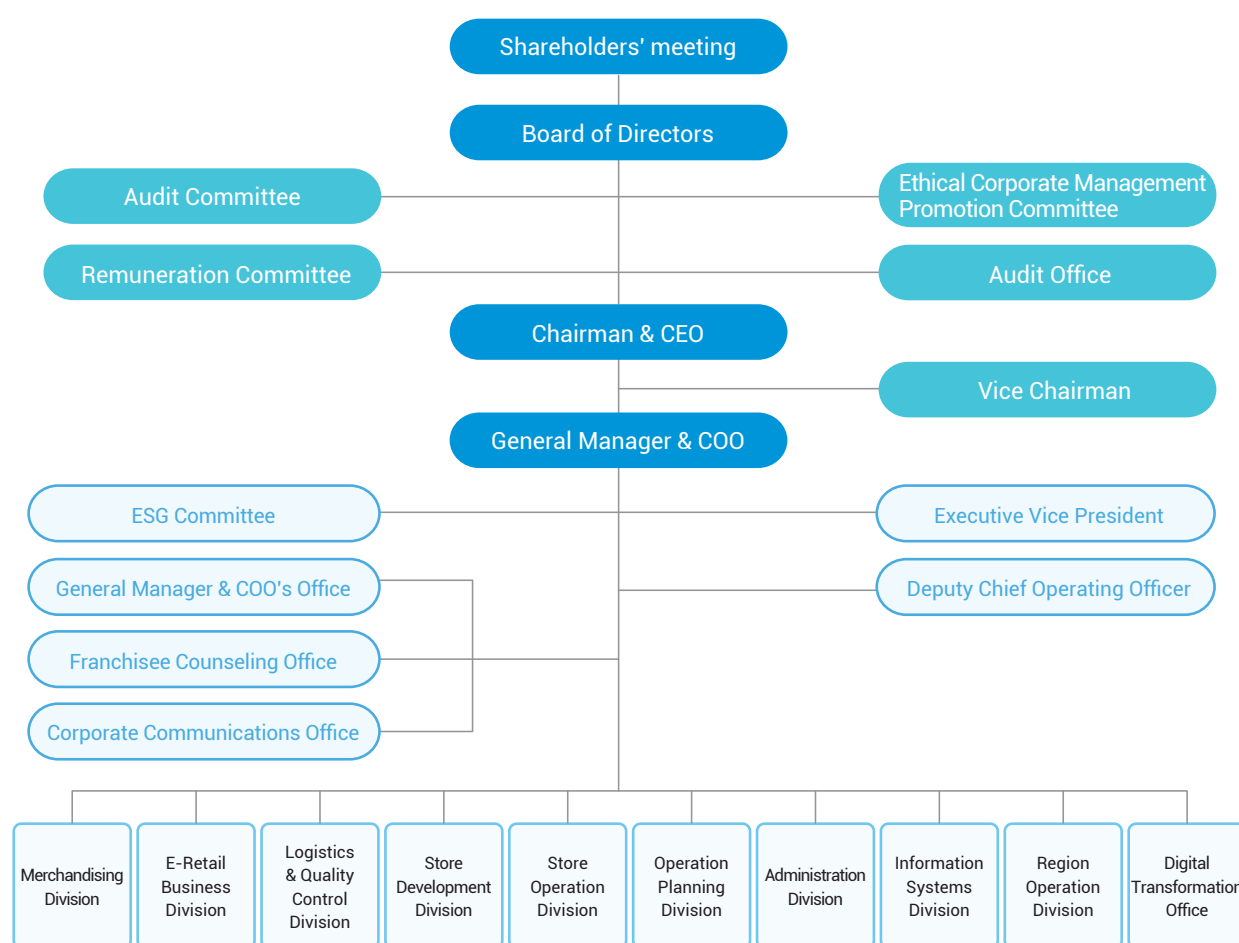 Shareholders' meeting
Board of Directors
Audit Committee
Ethical Corporate Management
Promotion Committee
Remuneration Committee
Audit Office
Chairman & CEO
Vice Chairman
General Manager & COO
ESG Committee
Executive Vice President
General Manager & COO's Office
Deputy Chief Operating Officer
Franchisee Counseling Office
Corporate Communications Office
Merchandising
Division
E-Retail
Business
Division
Logistics
& Quality
Control
Division
Store
Development
Division
Store
Operation
Division
Operation
Planning
Division
Administration
Division
Information
Systems
Division
Region
Operation
Division
Digital
Transformation
Office